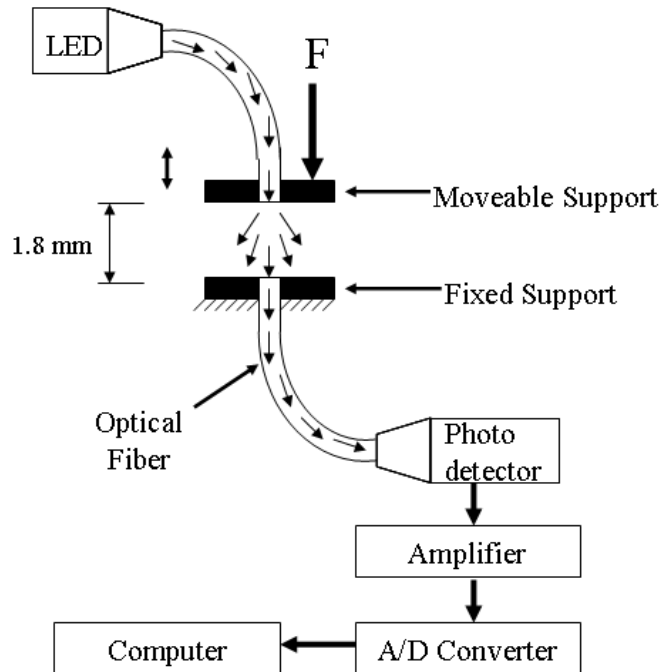 LED
F
Moveable Support
1.8 mm
Fixed Support
Optical
Fiber
Photo
detector
Amplifier
Computer
A/D Converter